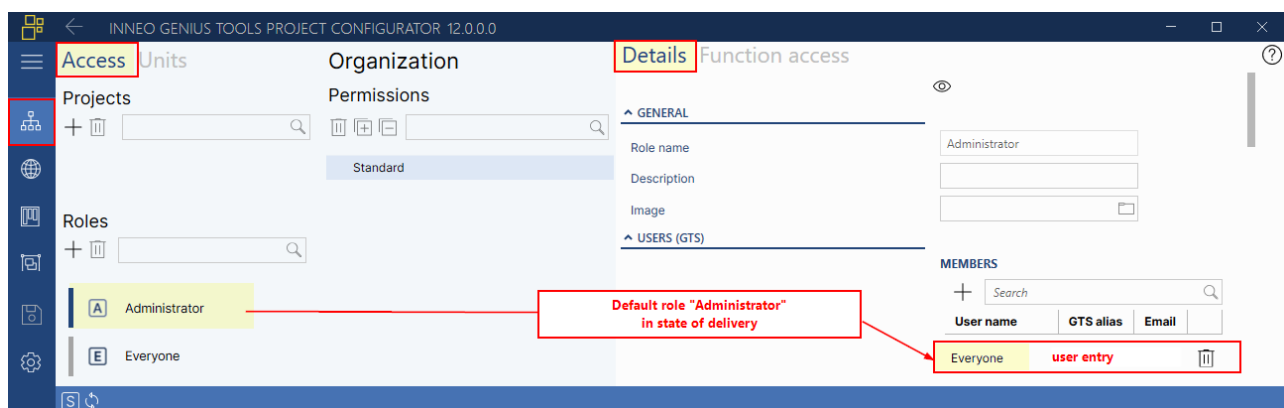 INNEO GENIUS TOOLS PROJECT CONFIGURATOR 12.0.0.0
Access Units
Organization
Details Function access
?
Projects
Permissions
GENERAL
Role name
Administrator
Standard
Description
Image
Roles
USERS (GTS)
MEMBERS
Search
A Administrator
Default role "Administrator"
in state of delivery
User name GTS alias Email
E Everyone
Everyone user entry
S